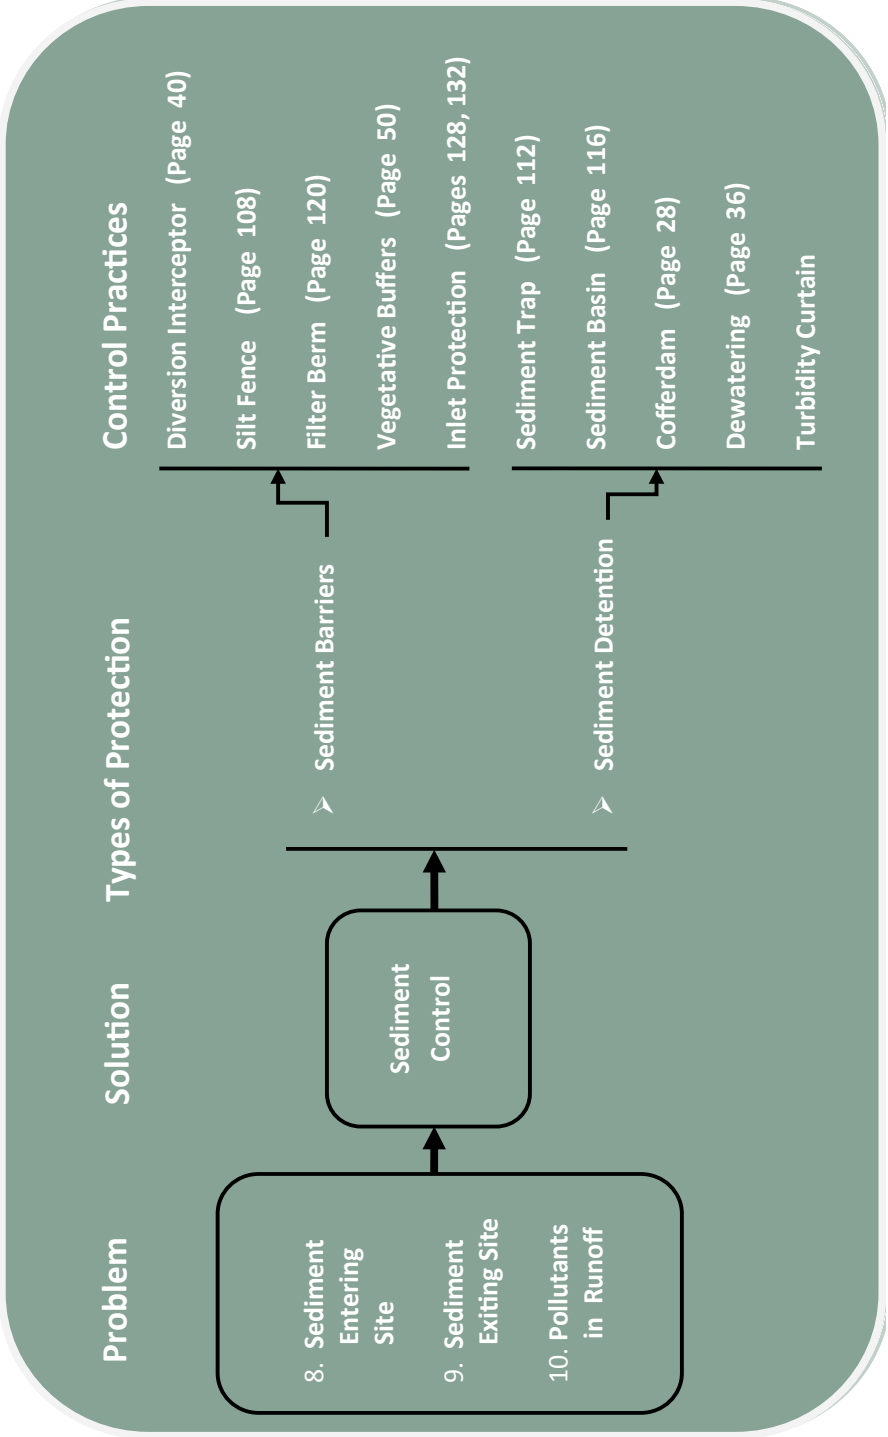 Problem
Solution
Types of Protection
Control Practices
8. Sediment
Entering
Site
9. Sediment
Exiting Site
10. Pollutants
in Runoff
Sediment
Control
➢ Sediment Barriers
➢ Sediment Detention
Diversion Interceptor (Page 40)
Silt Fence (Page 108)
Filter Berm (Page 120)
Vegetative Buffers (Page 50)
Inlet Protection (Pages 128, 132)
Sediment Trap (Page 112)
Sediment Basin (Page 116)
Cofferdam (Page 28)
Dewatering (Page 36)
Turbidity Curtain